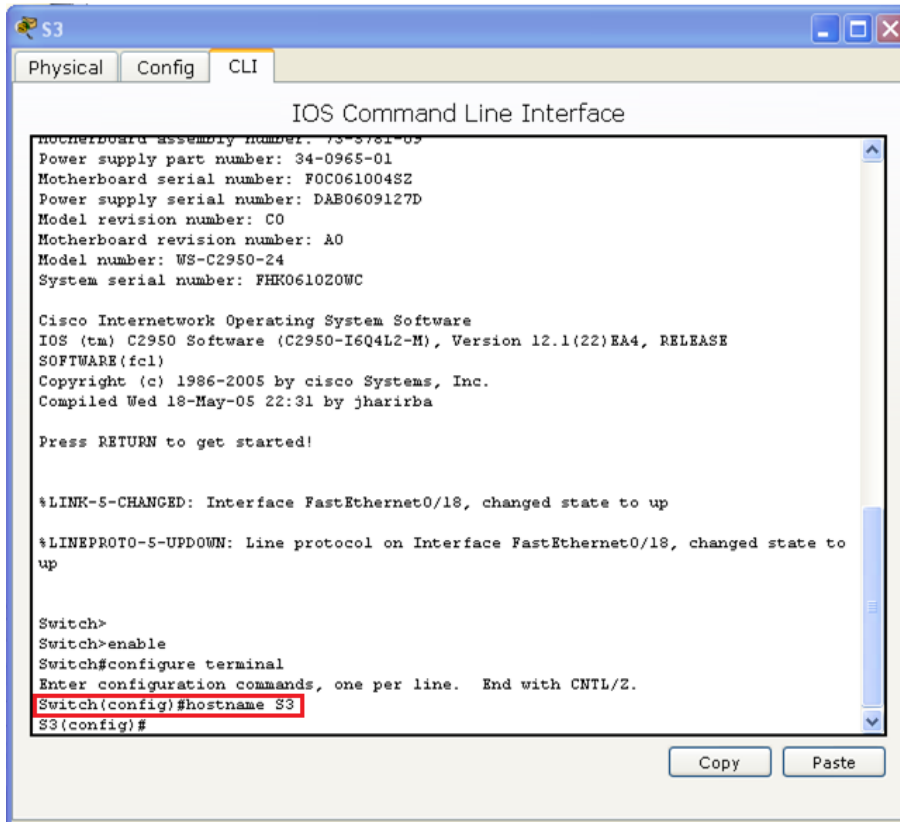 S3
Physical Config CLI
IOS Command Line Interface
Motherboard assembly number: 73-5781-09
Power supply part number: 34-0965-01
Motherboard serial number: FOC061004SZ
Power supply serial number: DAB0609127D
Model revision number: C0
Motherboard revision number: A0
Model number: WS-C2950-24
System serial number: FHK0610Z0WC
Cisco Internetwork Operating System Software
IOS (tm) C2950 Software (C2950-I6Q4L2-M), Version 12.1(22)EA4, RELEASE
SOFTWARE(fc1)
Copyright (c) 1986-2005 by cisco Systems, Inc.
Compiled Wed 18-May-05 22:31 by jharirba
Press RETURN to get started!
%LINK-5-CHANGED: Interface FastEthernet0/18, changed state to up
%LINEPROTO-5-UPDOWN: Line protocol on Interface FastEthernet0/18, changed state to
up
Switch>
Switch>enable
Switch#configure terminal
Enter configuration commands, one per line.  End with CNTL/Z.
Switch(config)#hostname S3
S3(config)#
Copy Paste